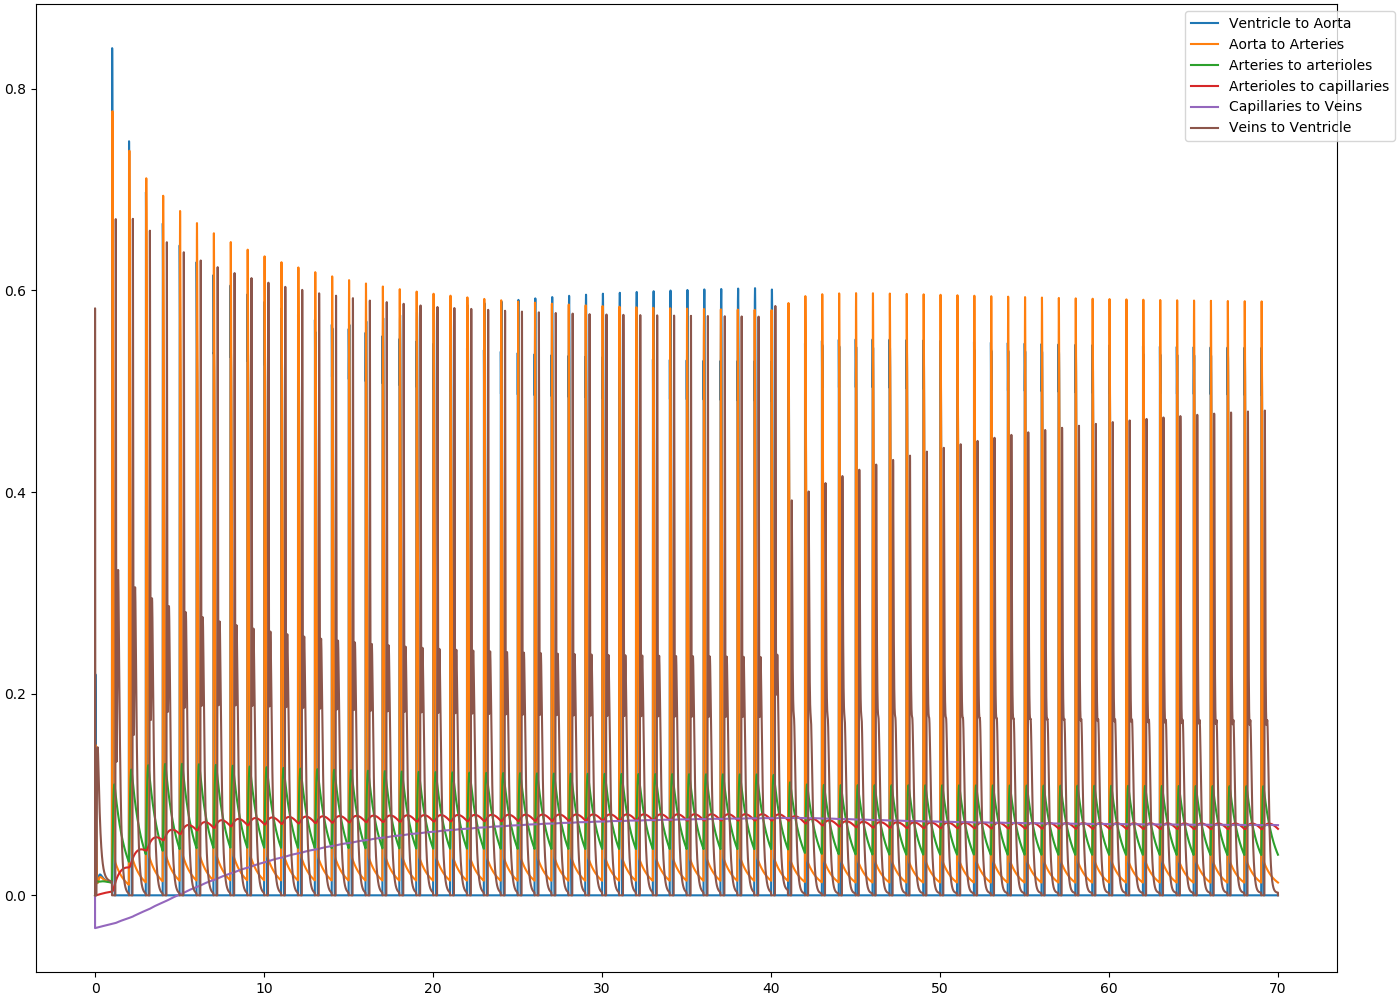 Ventricle to Aorta
Aorta to Arteries
Arteries to arterioles
Arterioles to capillaries
Capillaries to Veins
Veins to Ventricle
0.8
0.6
0.4
0.2
0.0
0 10 20 30 40 50 60 70